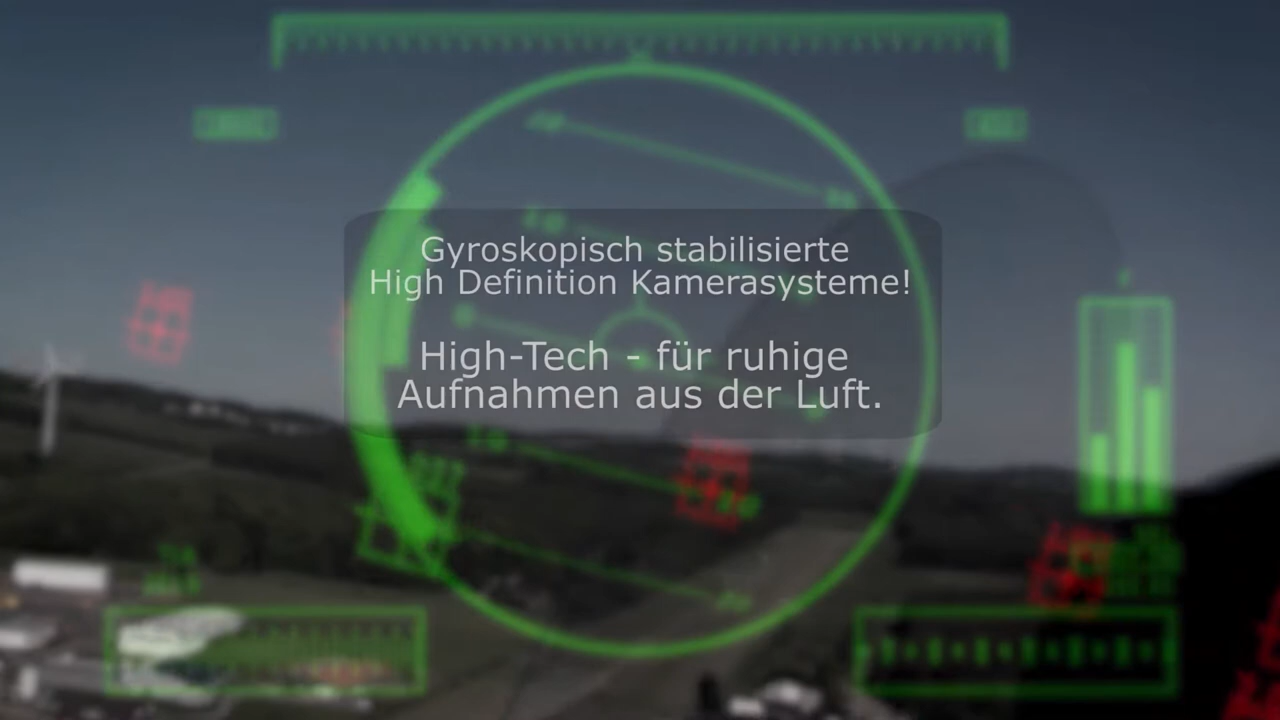 Gyroskopisch stabilisierte
High Definition Kamerasysteme!
High-Tech - für ruhige
Aufnahmen aus der Luft.